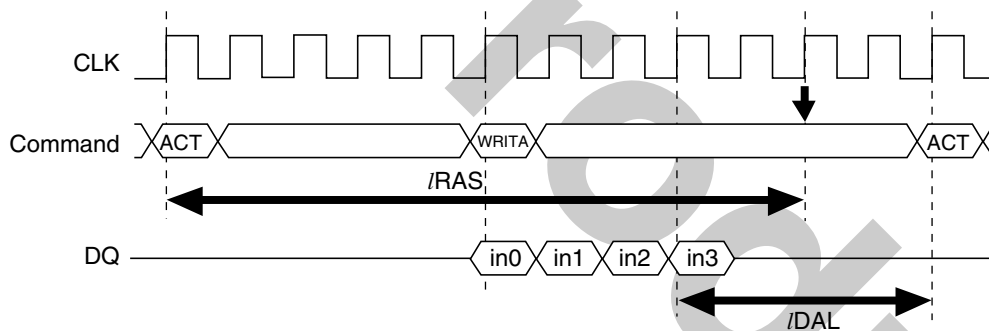 CLK
Command
ACT
WRITA
ACT
lRAS
DQ
in0 in1 in2 in3
lDAL